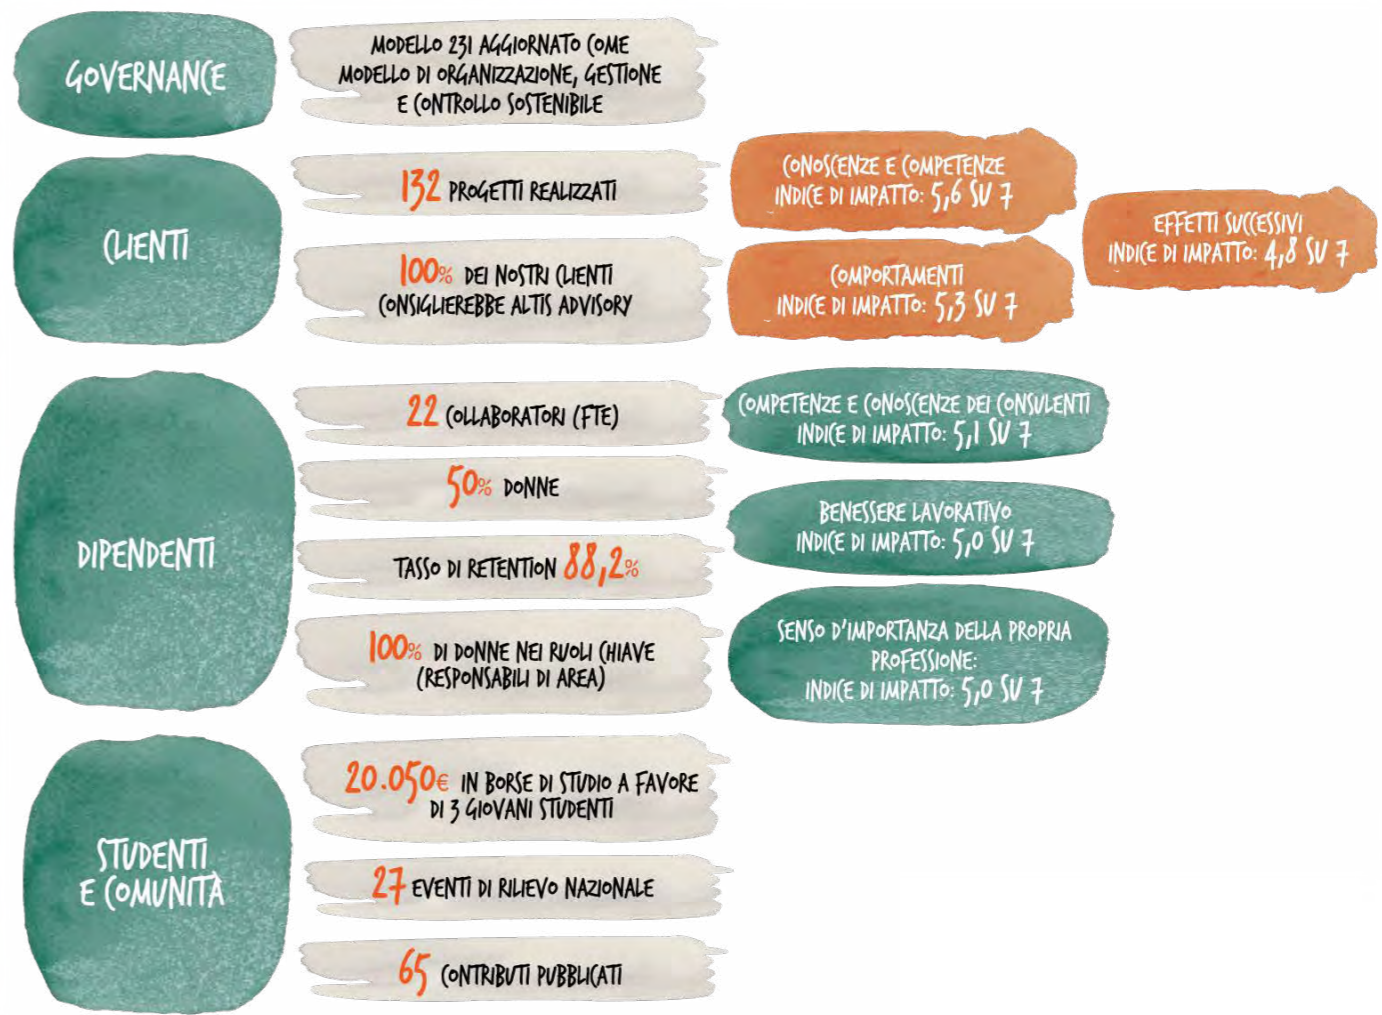 GOVERNANCE
MODELLO 231 AGGIORNATO COME
MODELLO DI ORGANIZZAZIONE, GESTIONE
E CONTROLLO SOSTENIBILE
CLIENTI
132 PROGETTI REALIZZATI
100% DEI NOSTRI CLIENTI
CONSIGLIEREBBE ALTIS ADVISORY
CONOSCENZE E COMPETENZE
INDICE DI IMPATTO: 5,6 SU 7
COMPORTAMENTI
INDICE DI IMPATTO: 5,3 SU 7
EFFETTI SUCCESSIVI
INDICE DI IMPATTO: 4,8 SU 7
DIPENDENTI
22 COLLABORATORI (FTE)
50% DONNE
TASSO DI RETENTION 88,2%
100% DI DONNE NEI RUOLI CHIAVE
(RESPONSABILI DI AREA)
COMPETENZE E CONOSCENZE DEI CONSULENTI
INDICE DI IMPATTO: 5,1 SU 7
BENESSERE LAVORATIVO
INDICE DI IMPATTO: 5,0 SU 7
SENSO D'IMPORTANZA DELLA PROPRIA
PROFESSIONE:
INDICE DI IMPATTO: 5,0 SU 7
STUDENTI
E COMUNITÀ
20.050€ IN BORSE DI STUDIO A FAVORE
DI 3 GIOVANI STUDENTI
27 EVENTI DI RILIEVO NAZIONALE
65 CONTRIBUTI PUBBLICATI